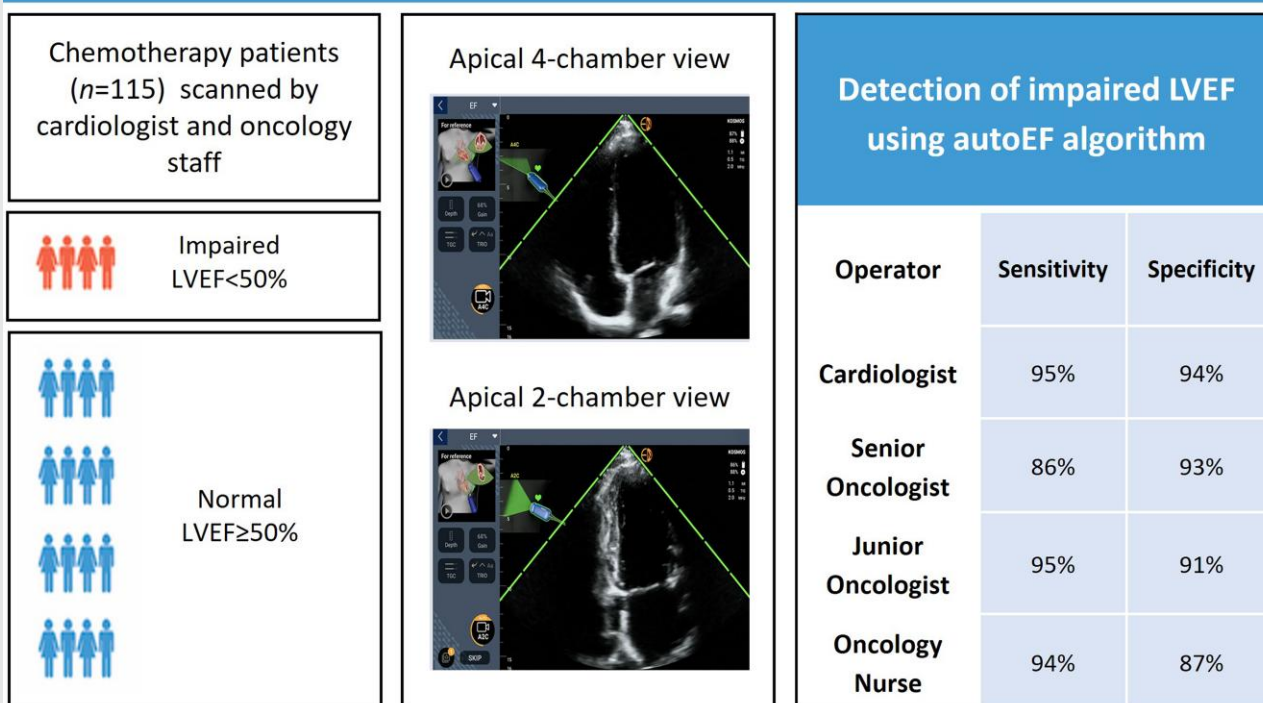 Chemotherapy patients
(n=115) scanned by
cardiologist and oncology
staff
Impaired
LVEF<50%
Normal
LVEF≥50%
Apical 4-chamber view
EF
For reference
A4C
KOSMOS
Depth
Gain
TGC
TRIO
A4C
Apical 2-chamber view
EF
For reference
A2C
KOSMOS
Depth
Gain
TGC
TRIO
A2C
SKIP
Detection of impaired LVEF
using autoEF algorithm
Operator Sensitivity Specificity
Cardiologist 95% 94%
Senior
Oncologist 86% 93%
Junior
Oncologist 95% 91%
Oncology
Nurse 94% 87%